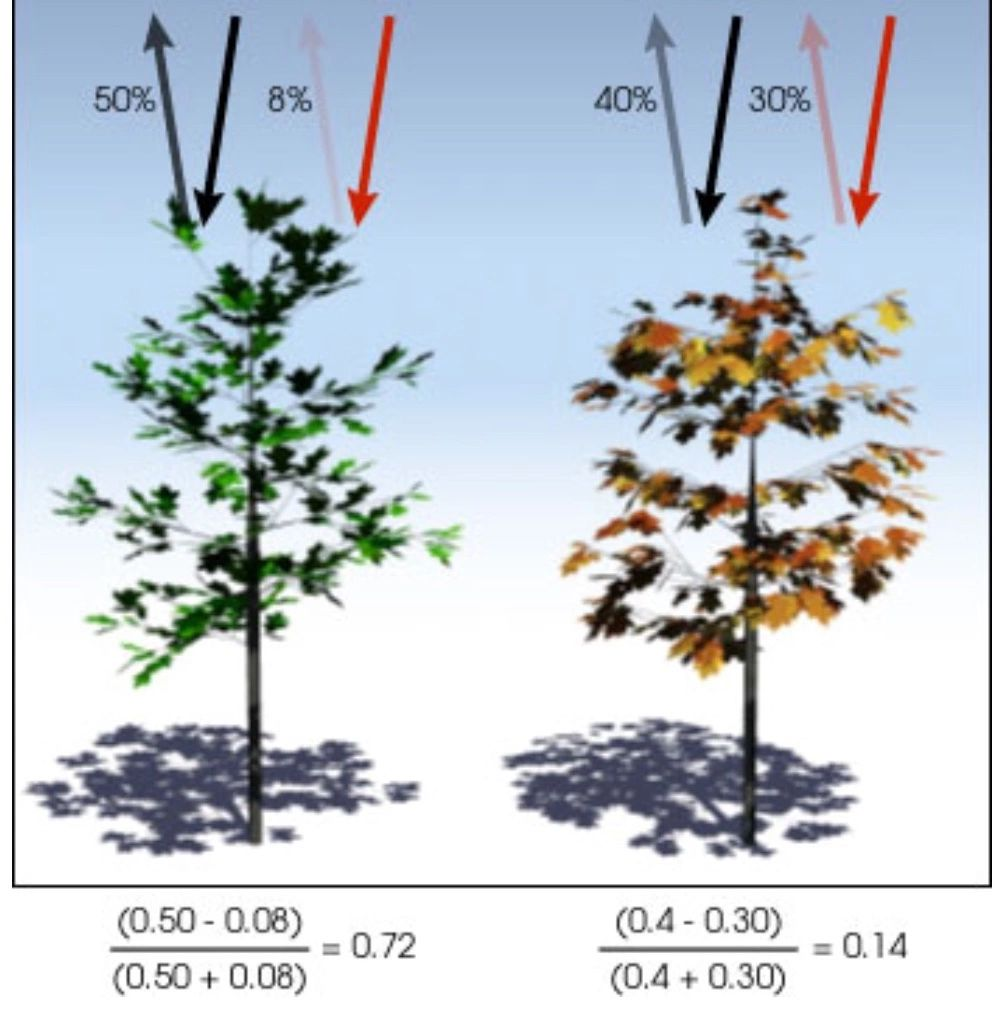 50% 8% 40% 30%
(0.50 - 0.08) / (0.50 + 0.08) = 0.72
(0.4 - 0.30) / (0.4 + 0.30) = 0.14